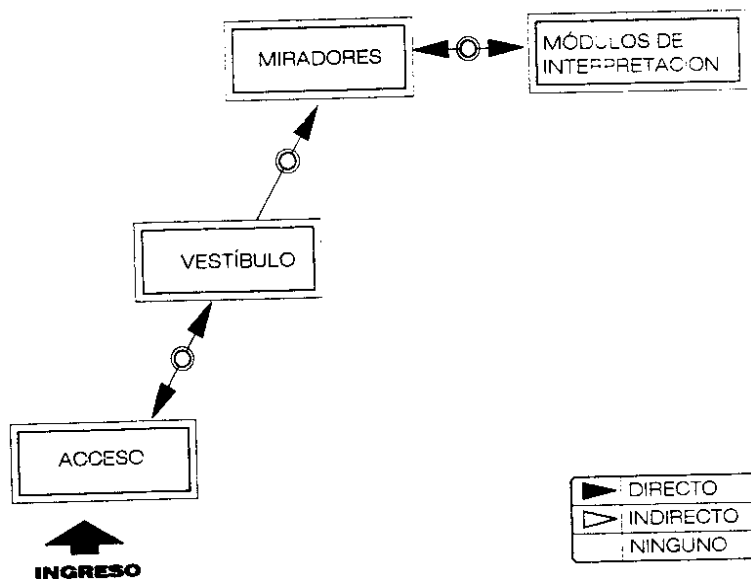 MIRADORES
MÓDULOS DE
INTERPRETACION
VESTÍBULO
ACCESO
INGRESO
DIRECTO
INDIRECTO
NINGUNO